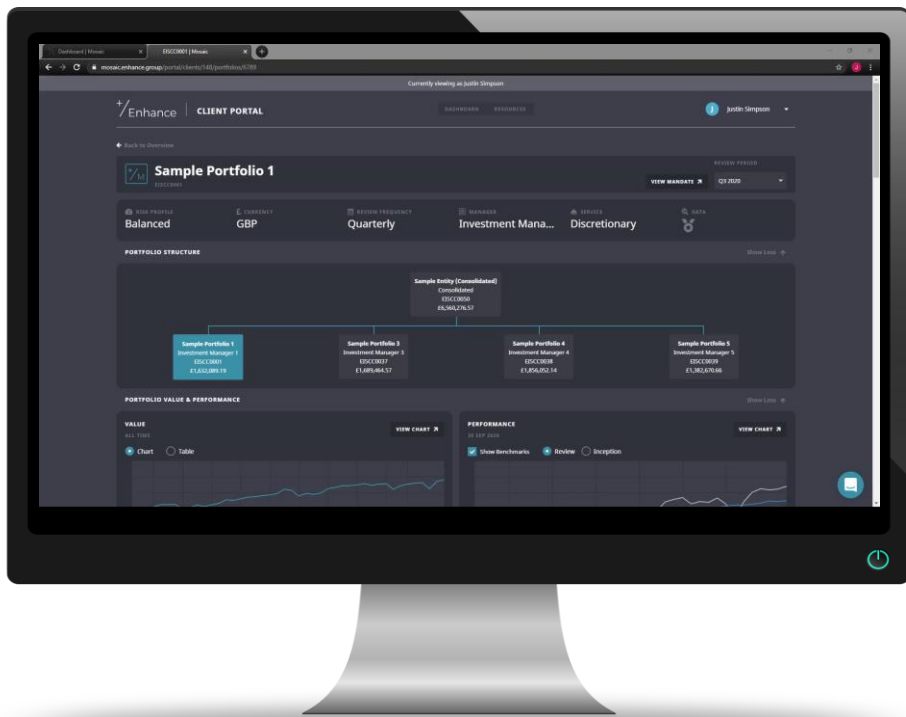 Dashboard | Mosaic
EISCC0001 | Mosaic
mosaic.enhance.group/portal/clients/140/portfolios/6789
Currently viewing as Justin Simpson
+/Enhance | CLIENT PORTAL
DASHBOARD RESOURCES
J Justin Simpson
Back to Overview
+/M
Sample Portfolio 1
EISCC0001
VIEW MANDATE
REVIEW PERIOD
Q3 2020
RISK PROFILE
Balanced
£ CURRENCY
GBP
REVIEW FREQUENCY
Quarterly
MANAGER
Investment Mana...
SERVICE
Discretionary
DATA
PORTFOLIO STRUCTURE
Show Less
Sample Entity (Consolidated)
Consolidated
EISCC0050
£6,560,276.57
Sample Portfolio 1
Investment Manager 1
EISCC0001
£1,632,089.19
Sample Portfolio 3
Investment Manager 3
EISCC0037
£1,689,464.57
Sample Portfolio 4
Investment Manager 4
EISCC0038
£1,856,052.14
Sample Portfolio 5
Investment Manager 5
EISCC0039
£1,382,670.66
PORTFOLIO VALUE & PERFORMANCE
Show Less
VALUE
ALL TIME
VIEW CHART
Chart Table
PERFORMANCE
30 SEP 2020
VIEW CHART
Show Benchmarks Review Inception